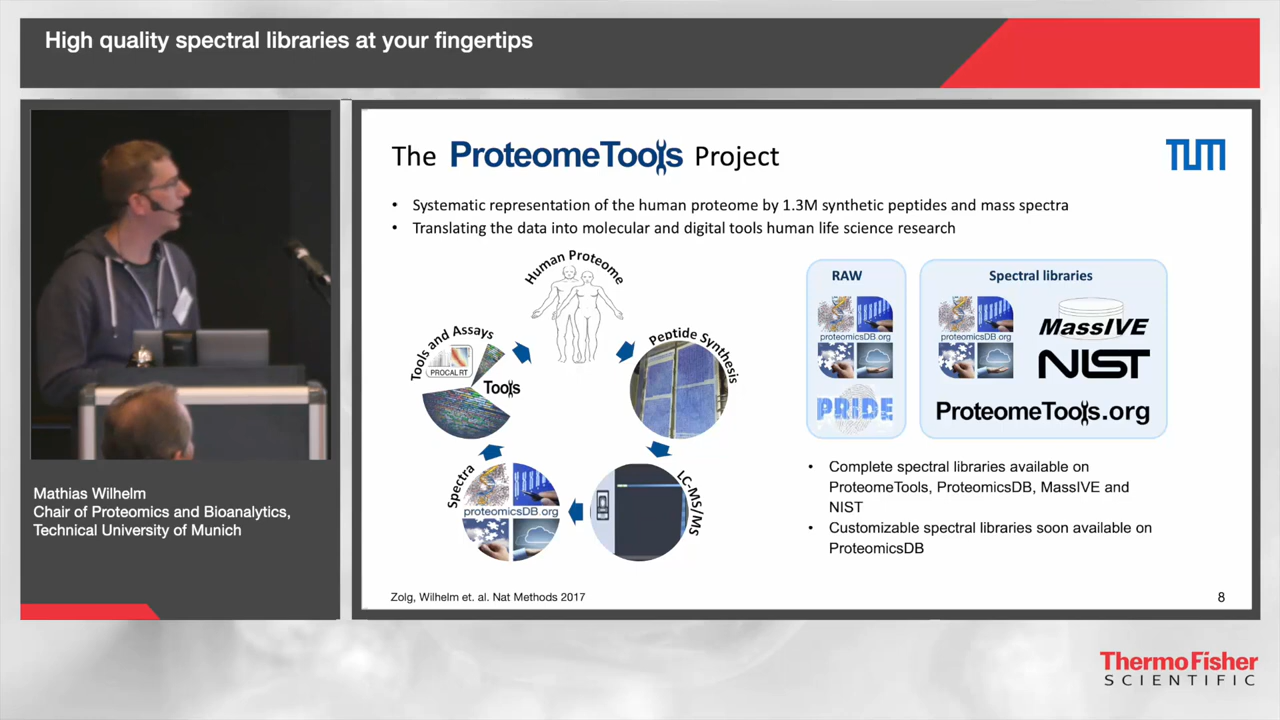 High quality spectral libraries at your fingertips
Mathias Wilhelm
Chair of Proteomics and Bioanalytics,
Technical University of Munich
The ProteomeTools Project
TUM
• Systematic representation of the human proteome by 1.3M synthetic peptides and mass spectra
• Translating the data into molecular and digital tools human life science research
Human Proteome
Peptide Synthesis
LC-MS/MS
Spectra
proteomicsDB.org
Tools and Assays
PROCAL RT
Tools
RAW
proteomicsDB.org
PRIDE
Spectral libraries
proteomicsDB.org
MassIVE
NIST
ProteomeTools.org
• Complete spectral libraries available on
ProteomeTools, ProteomicsDB, MassIVE and
NIST
• Customizable spectral libraries soon available on
ProteomicsDB
Zolg, Wilhelm et. al. Nat Methods 2017
8
ThermoFisher
SCIENTIFIC